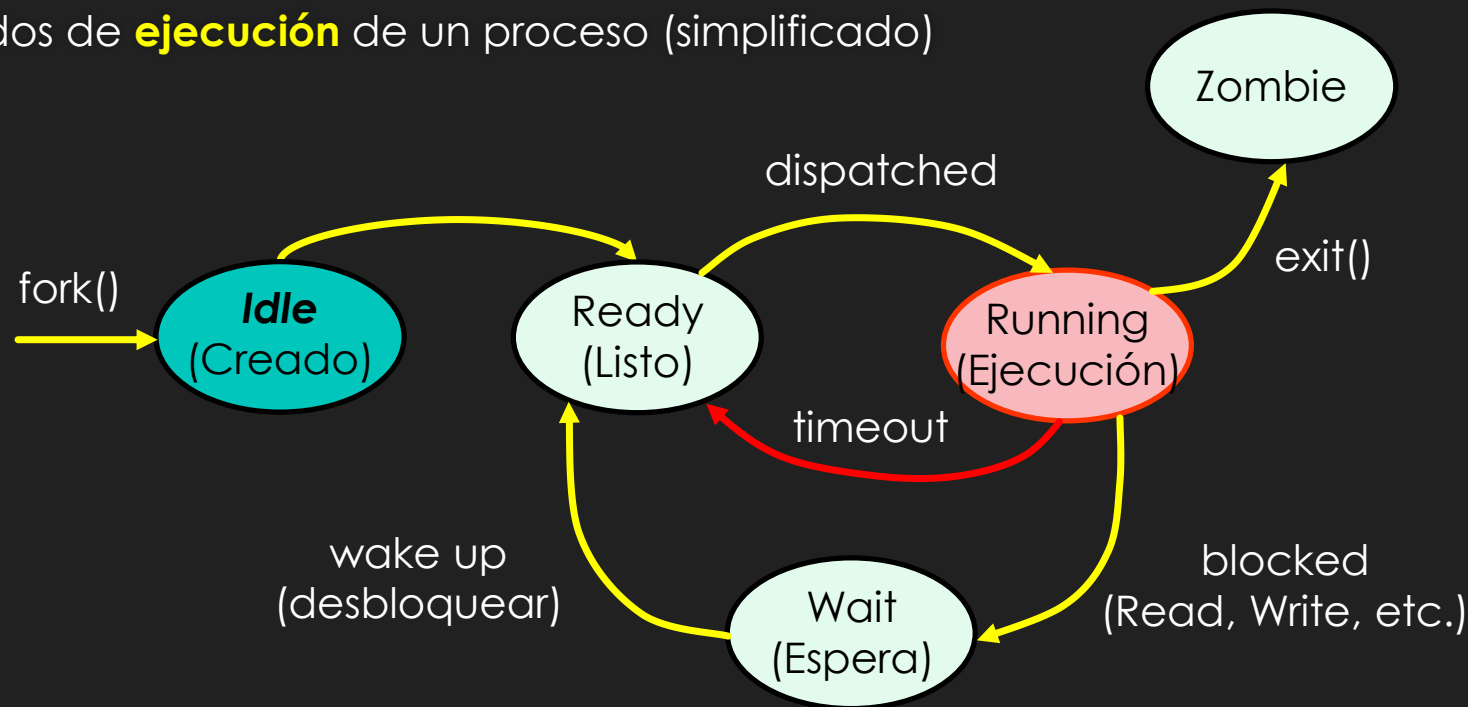 de ejecución de un proceso (simplificado)
Zombie
dispatched
exit()
fork()
Idle
(Creado)
Ready
(Listo)
Running
(Ejecución)
timeout
wake up
(desbloquear)
blocked
(Read, Write, etc.)
Wait
(Espera)